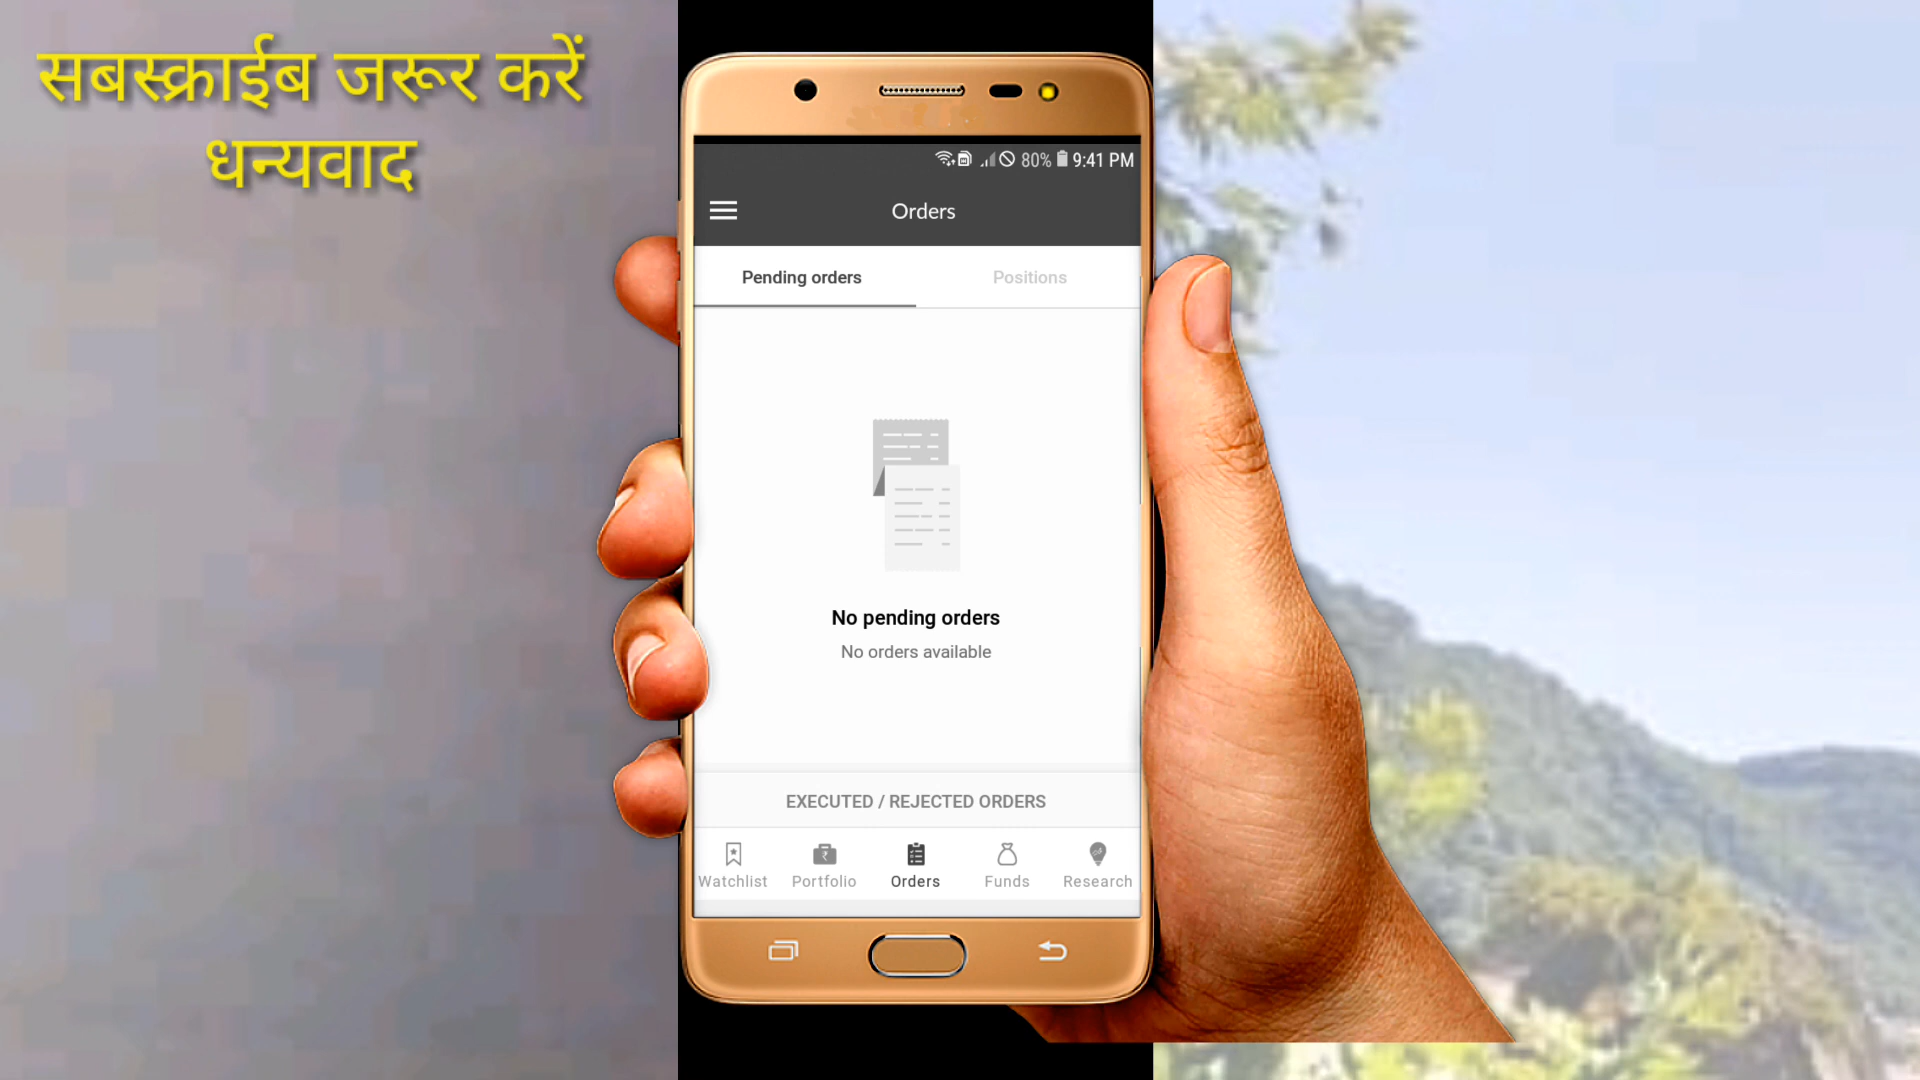 सबस्क्राईब जरूर करें
धन्यवाद
80% 9:41 PM
Orders
Pending orders
Positions
No pending orders
No orders available
EXECUTED / REJECTED ORDERS
Watchlist
Portfolio
Orders
Funds
Research